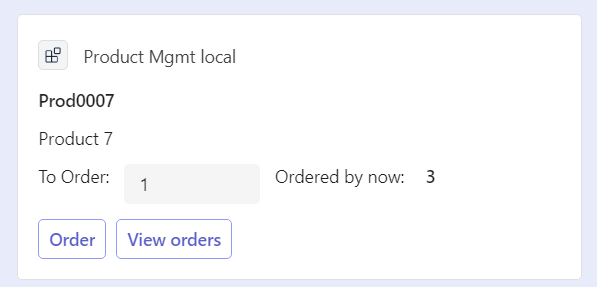 Product Mgmt local
Prod0007
Product 7
To Order: 1 Ordered by now: 3
Order View orders